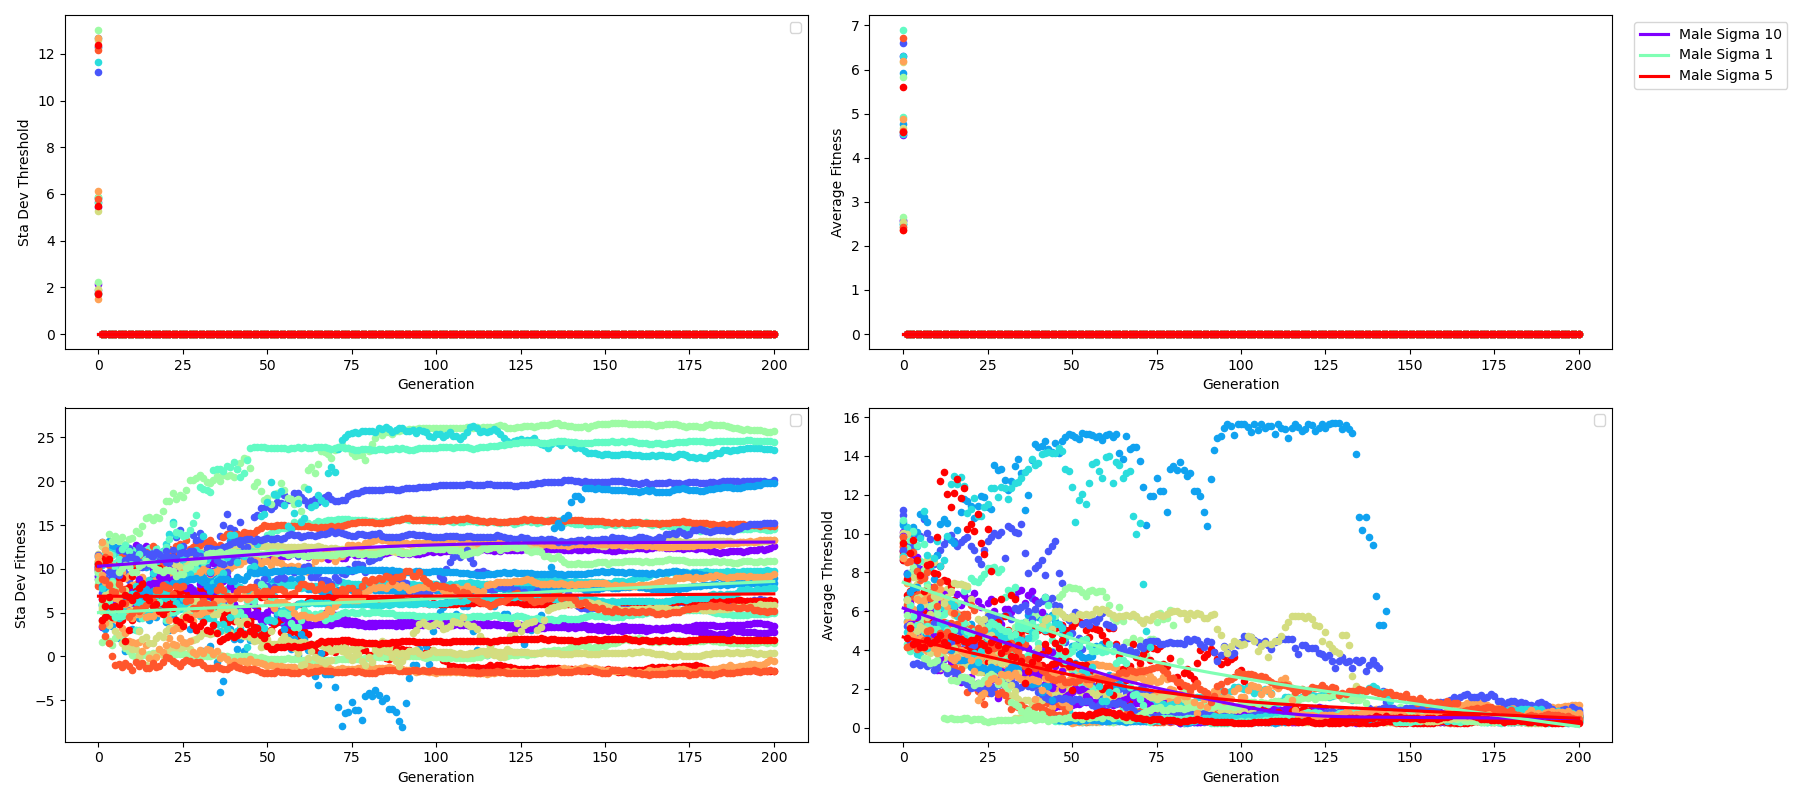 Sta Dev Threshold
12
10
8
6
4
2
0
0 25 50 75 100 125 150 175 200
Generation
Average Fitness
7
6
5
4
3
2
1
0
0 25 50 75 100 125 150 175 200
Generation
Male Sigma 10
Male Sigma 1
Male Sigma 5
Sta Dev Fitness
25
20
15
10
5
0
−5
0 25 50 75 100 125 150 175 200
Generation
Average Threshold
16
14
12
10
8
6
4
2
0
0 25 50 75 100 125 150 175 200
Generation